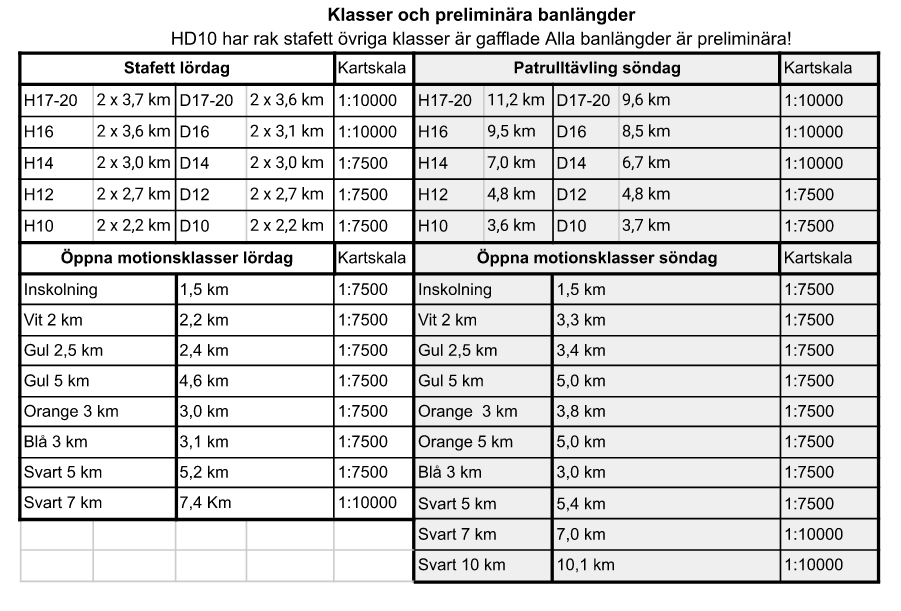 Klasser och preliminära banlängder
HD10 har rak stafett övriga klasser är gafflade Alla banlängder är preliminära!
Stafett lördag Kartskala Patrulltävling söndag Kartskala
H17-20 2 x 3,7 km D17-20 2 x 3,6 km 1:10000 H17-20 11,2 km D17-20 9,6 km 1:10000
H16 2 x 3,6 km D16 2 x 3,1 km 1:10000 H16 9,5 km D16 8,5 km 1:10000
H14 2 x 3,0 km D14 2 x 3,0 km 1:7500 H14 7,0 km D14 6,7 km 1:10000
H12 2 x 2,7 km D12 2 x 2,7 km 1:7500 H12 4,8 km D12 4,8 km 1:7500
H10 2 x 2,2 km D10 2 x 2,2 km 1:7500 H10 3,6 km D10 3,7 km 1:7500
Öppna motionsklasser lördag Kartskala Öppna motionsklasser söndag Kartskala
Inskolning 1,5 km 1:7500 Inskolning 1,5 km 1:7500
Vit 2 km 2,2 km 1:7500 Vit 2 km 3,3 km 1:7500
Gul 2,5 km 2,4 km 1:7500 Gul 2,5 km 3,4 km 1:7500
Gul 5 km 4,6 km 1:7500 Gul 5 km 5,0 km 1:7500
Orange 3 km 3,0 km 1:7500 Orange 3 km 3,8 km 1:7500
Blå 3 km 3,1 km 1:7500 Orange 5 km 5,0 km 1:7500
Svart 5 km 5,2 km 1:7500 Blå 3 km 3,0 km 1:7500
Svart 7 km 7,4 Km 1:10000 Svart 5 km 5,4 km 1:7500
Svart 7 km 7,0 km 1:10000
Svart 10 km 10,1 km 1:10000